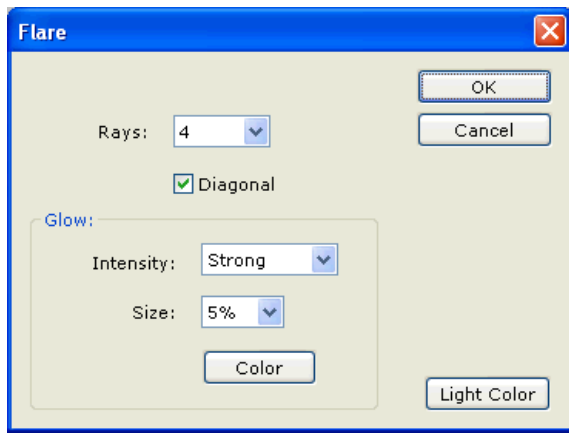 Flare
OK
Rays: 4
Cancel
Diagonal
Glow:
Intensity: Strong
Size: 5%
Color
Light Color